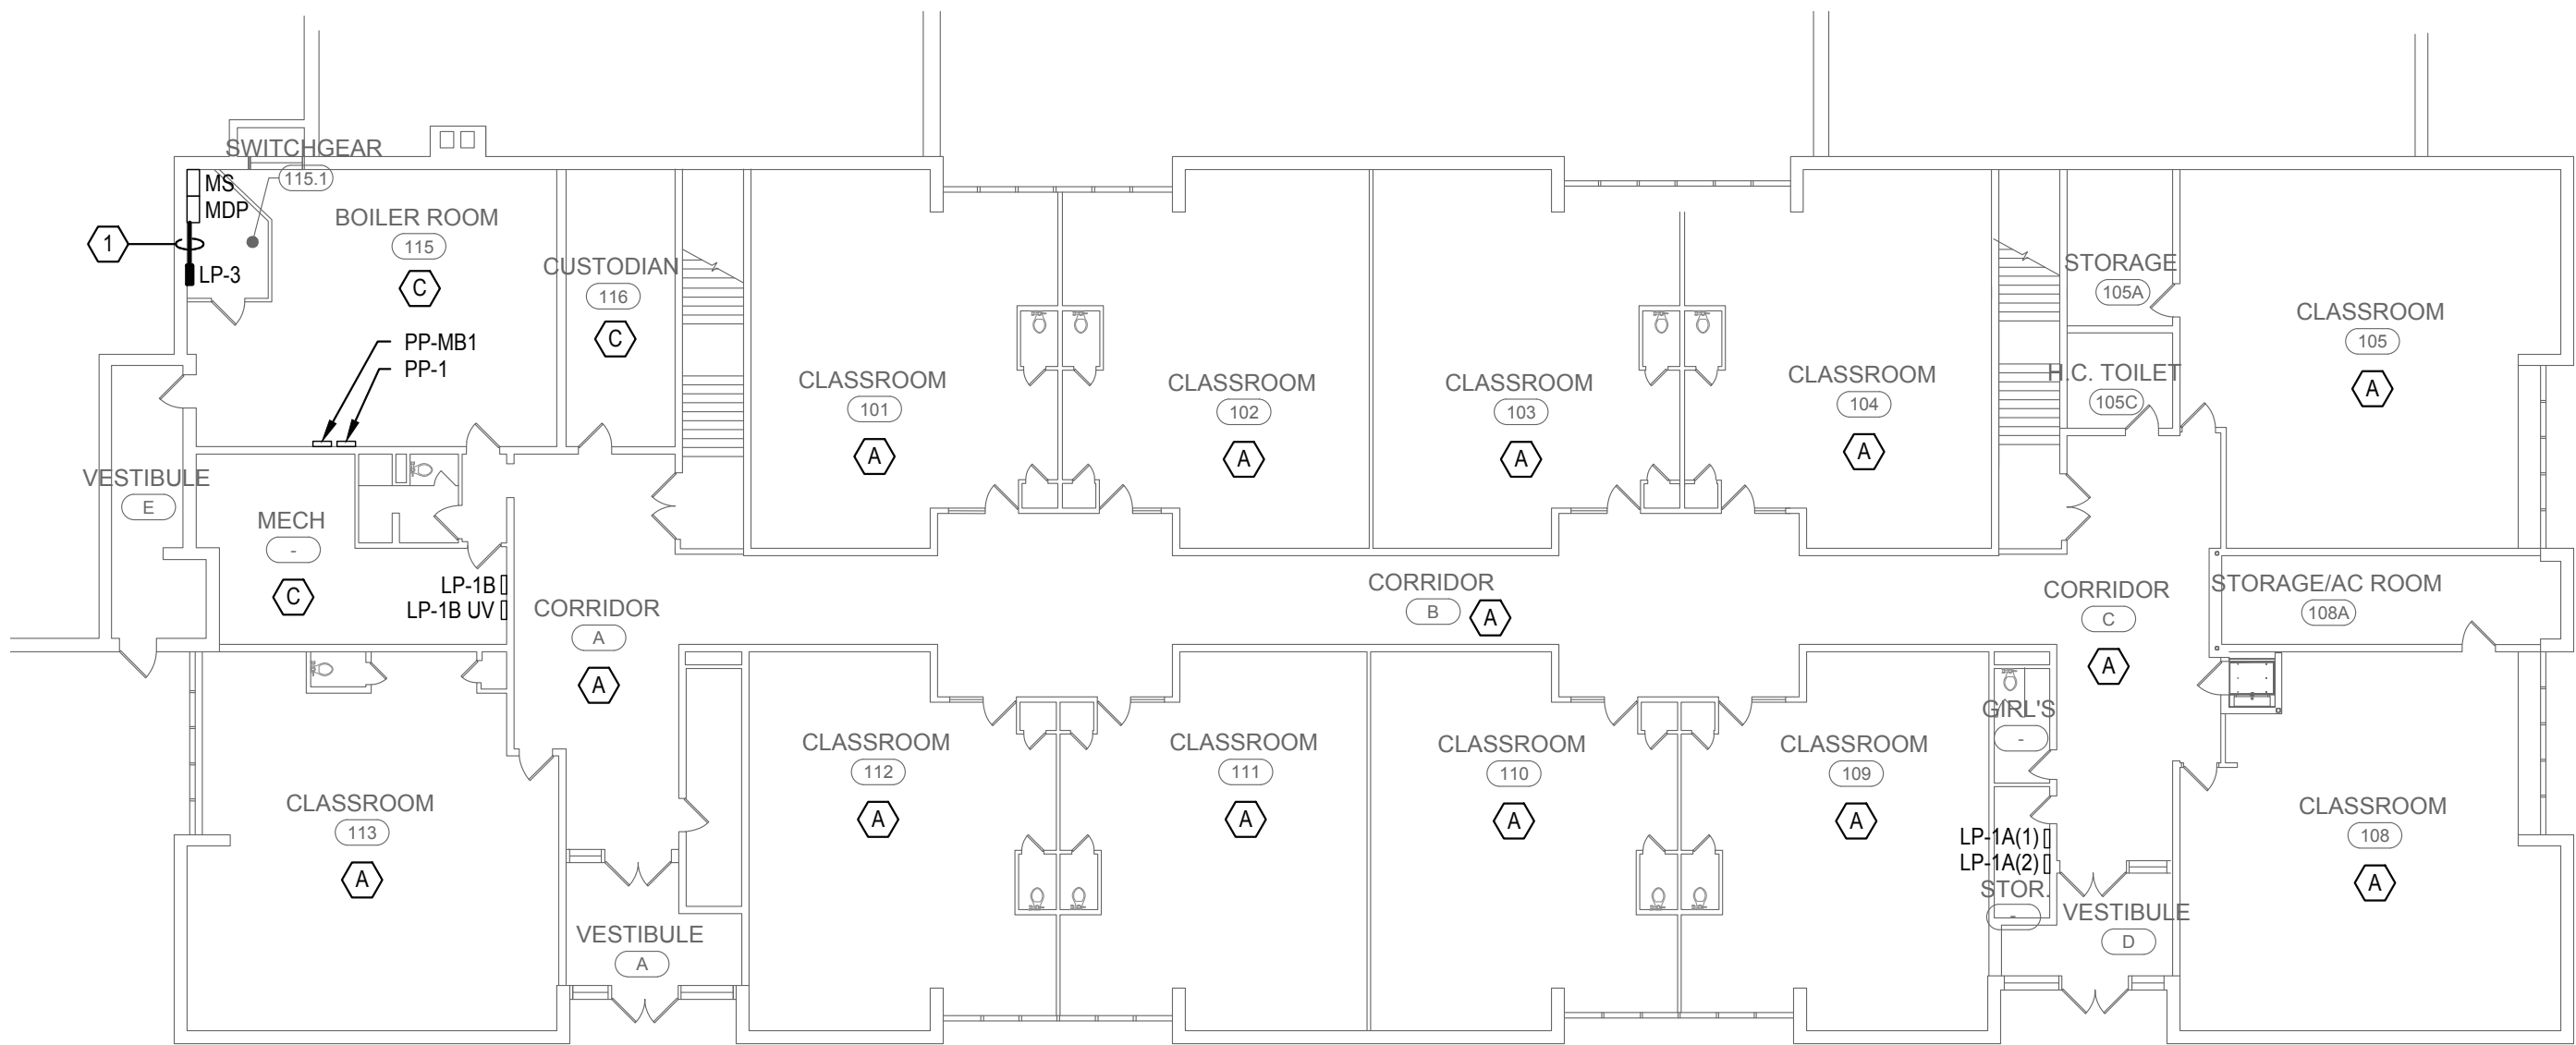 SWITCHGEAR
115.1
MS
MDP
1
LP-3
BOILER ROOM
115
C
PP-MB1
PP-1
CUSTODIAN
116
C
VESTIBULE
E
MECH
-
C
LP-1B
LP-1B UV
CORRIDOR
A
A
CLASSROOM
101
A
CLASSROOM
102
A
CLASSROOM
103
A
CLASSROOM
104
A
STORAGE
105A
H.C. TOILET
105C
CLASSROOM
105
A
CORRIDOR
B
A
CORRIDOR
C
A
STORAGE/AC ROOM
108A
CLASSROOM
113
A
VESTIBULE
A
CLASSROOM
112
A
CLASSROOM
111
A
CLASSROOM
110
A
CLASSROOM
109
A
GIRL'S
-
LP-1A(1)
LP-1A(2)
STOR.
-
VESTIBULE
D
CLASSROOM
108
A